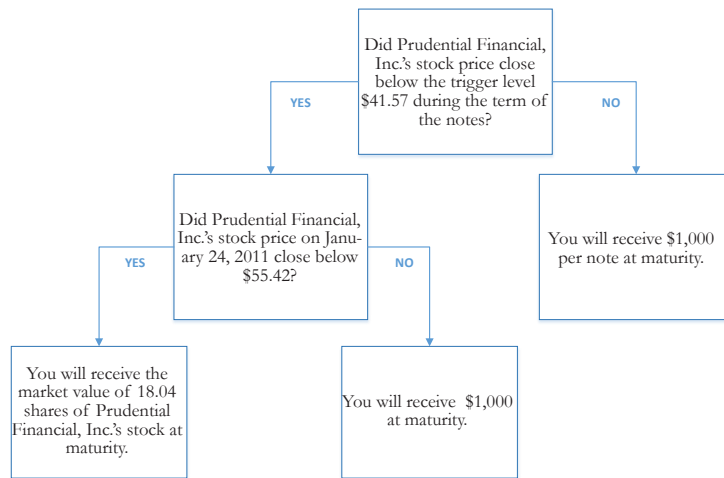 Did Prudential Financial,
Inc.'s stock price close
below the trigger level
$41.57 during the term of
the notes?
YES
NO
Did Prudential Financial,
Inc.'s stock price on Janu-
ary 24, 2011 close below
$55.42?
You will receive $1,000
per note at maturity.
YES
NO
You will receive the
market value of 18.04
shares of Prudential
Financial, Inc.'s stock at
maturity.
You will receive $1,000
at maturity.